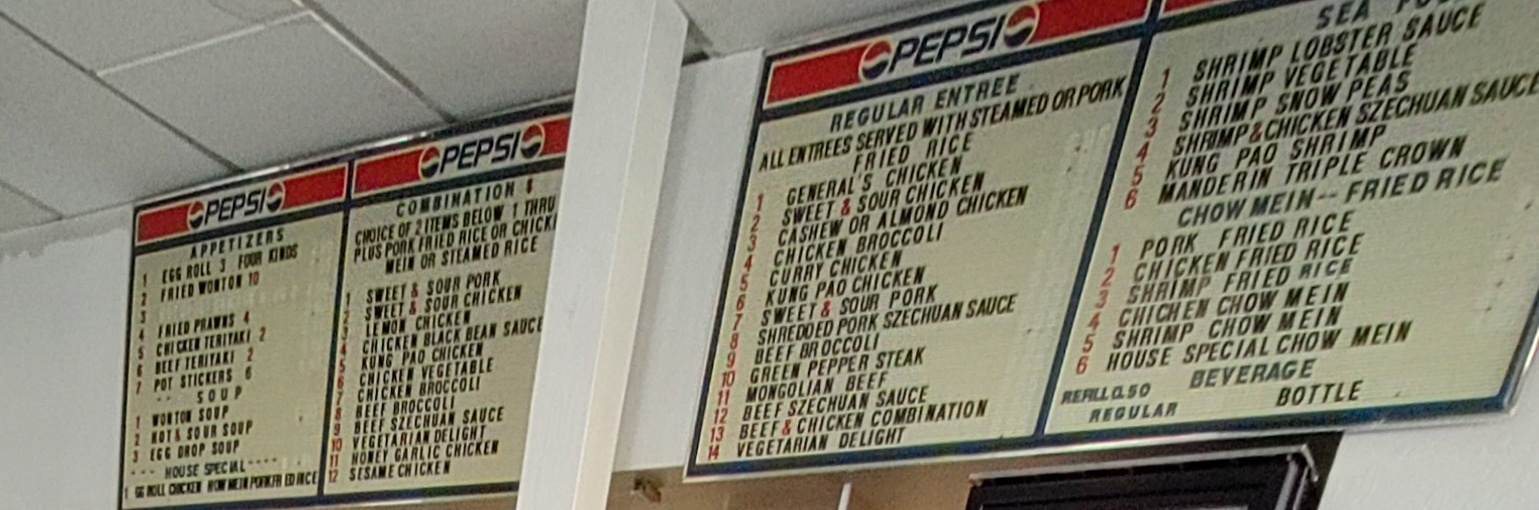 PEPSI
APPETIZERS
1 EGG ROLL 3 FOUR KINDS
2 FRIED WONTON 10
3
4 FRIED PRAWNS 4
5 CHICKEN TERIYAKI 2
6 BEEF TERIYAKI 2
7 POT STICKERS 6
-- SOUP
1 WONTON SOUP
2 HOT & SOUR SOUP
3 EGG DROP SOUP
--- HOUSE SPECIAL ----
PEPSI
COMBINATION
CHOICE OF 2 ITEMS BELOW 1 THRU
PLUS PORK FRIED RICE OR CHICK
MEIN OR STEAMED RICE
1 SWEET & SOUR PORK
2 SWEET & SOUR CHICKEN
3 LEMON CHICKEN
4 CHICKEN BLACK BEAN SAUCE
5 KUNG PAO CHICKEN
6 CHICKEN VEGETABLE
7 CHICKEN BROCCOLI
8 BEEF BROCCOLI
9 BEEF SZECHUAN SAUCE
10 VEGETARIAN DELIGHT
11 HONEY GARLIC CHICKEN
12 SESAME CHICKEN
PEPSI
REGULAR ENTREE
ALL ENTREES SERVED WITH STEAMED OR PORK
FRIED RICE
1 GENERAL'S CHICKEN
2 SWEET & SOUR CHICKEN
3 CASHEW OR ALMOND CHICKEN
4 CHICKEN BROCCOLI
5 CURRY CHICKEN
6 KUNG PAO CHICKEN
7 SWEET & SOUR PORK
8 SHREDDED PORK SZECHUAN SAUCE
9 BEEF BROCCOLI
10 GREEN PEPPER STEAK
11 MONGOLIAN BEEF
12 BEEF SZECHUAN SAUCE
13 BEEF & CHICKEN COMBINATION
14 VEGETARIAN DELIGHT
SEA
1 SHRIMP LOBSTER SAUCE
2 SHRIMP VEGETABLE
3 SHRIMP SNOW PEAS
4 SHRIMP & CHICKEN SZECHUAN SAUCE
5 KUNG PAO SHRIMP
6 MANDERIN TRIPLE CROWN
CHOW MEIN -- FRIED RICE
1 PORK FRIED RICE
2 CHICKEN FRIED RICE
3 SHRIMP FRIED RICE
4 CHICHEN CHOW MEIN
5 SHRIMP CHOW MEIN
6 HOUSE SPECIAL CHOW MEIN
REFILL 0.50 BEVERAGE
REGULAR BOTTLE